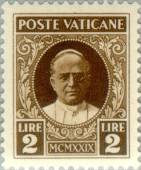 POSTE VATICANE
LIRE LIRE
2 MCMXXIX 2